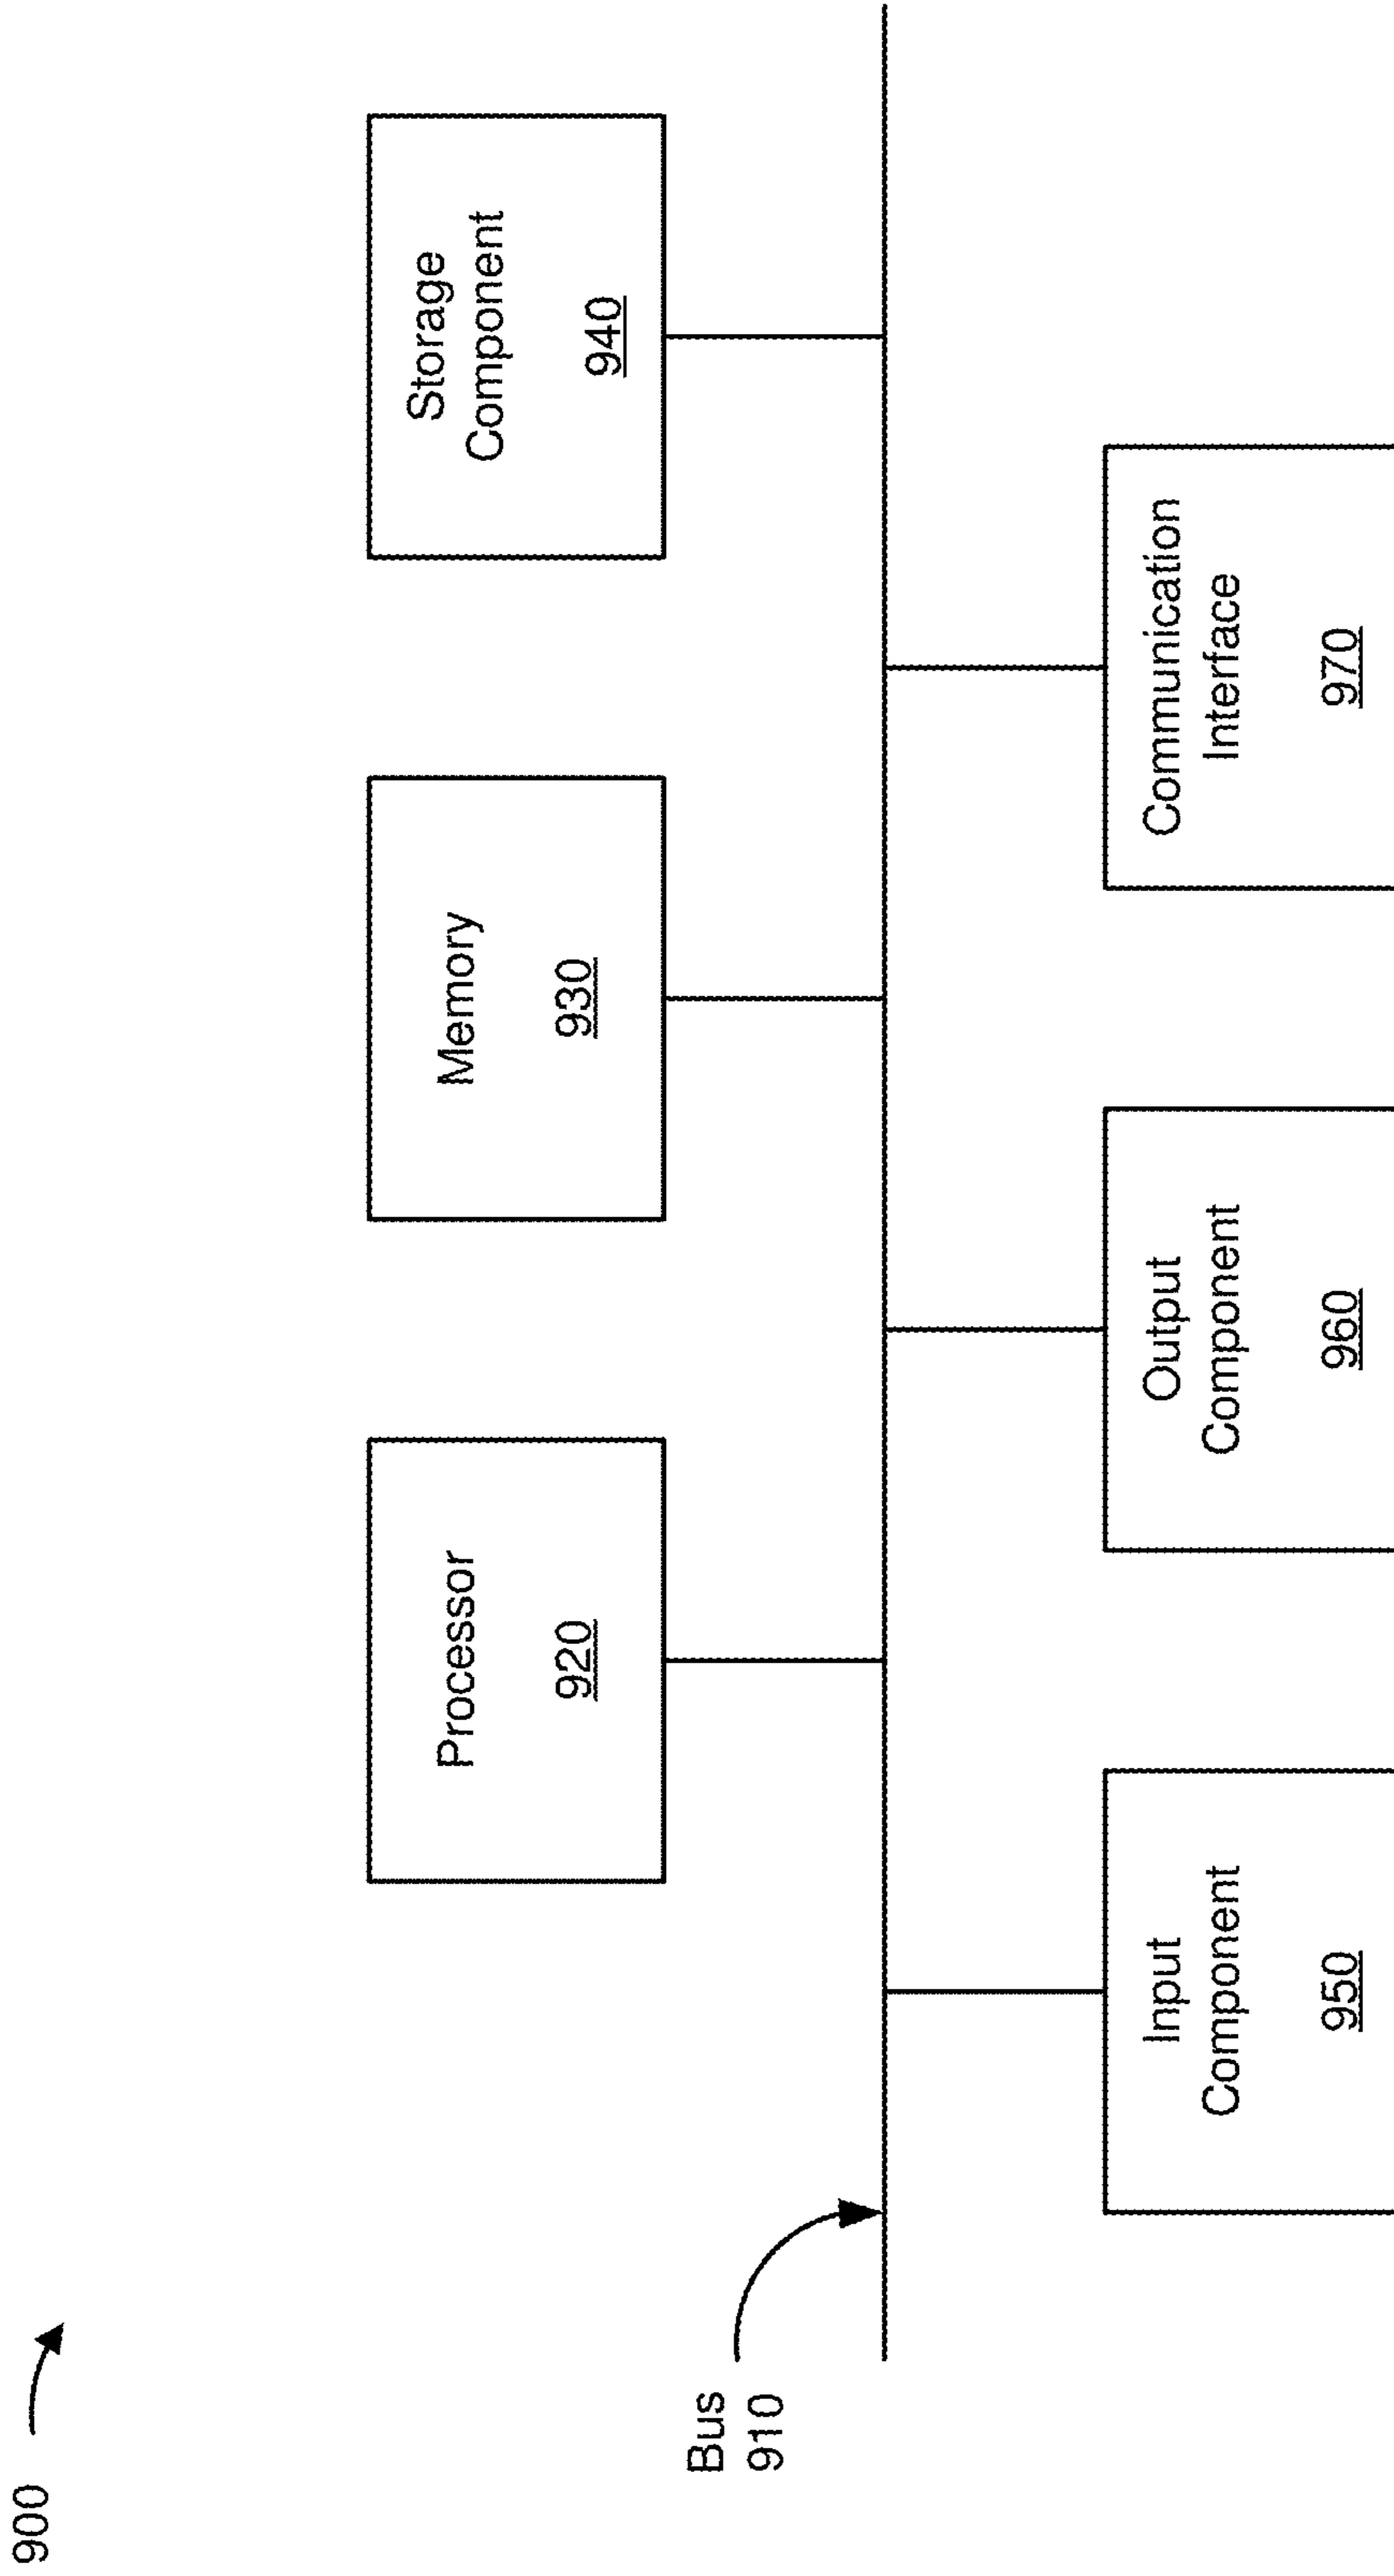 900
Processor
920
Memory
930
Storage
Component
940
Bus
910
Input
Component
950
Output
Component
960
Communication
Interface
970